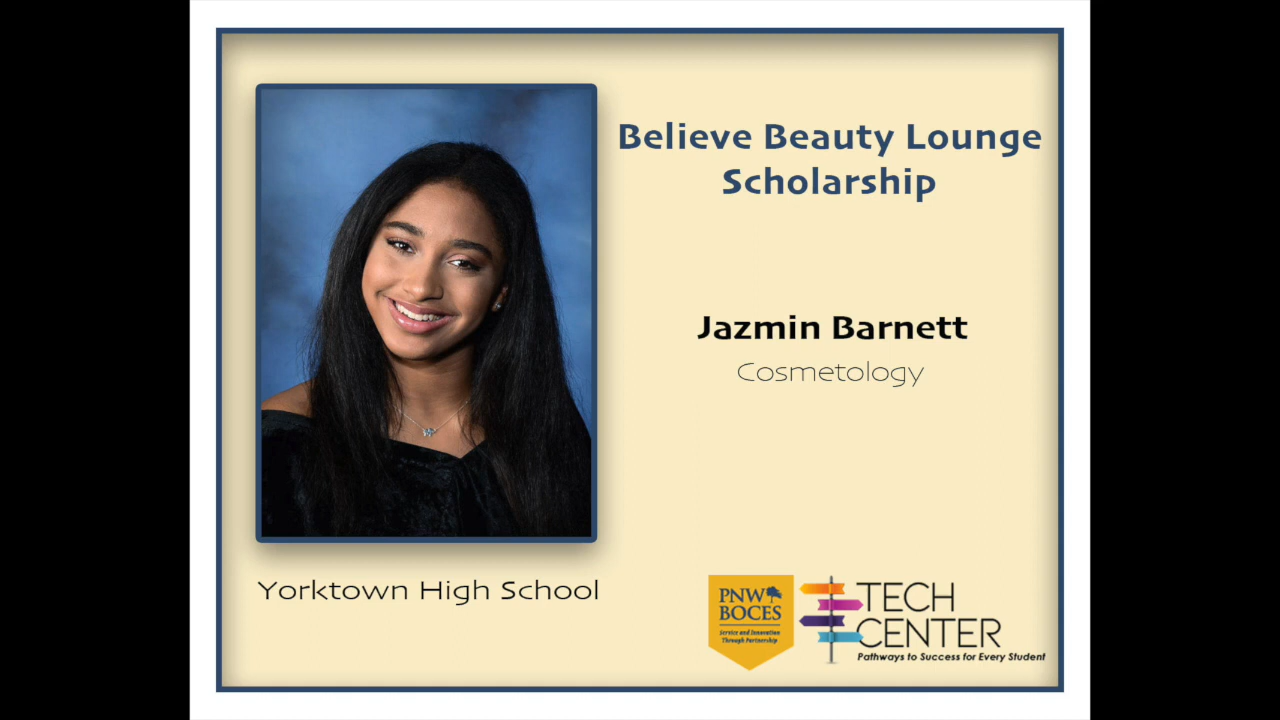 Believe Beauty Lounge
Scholarship
Jazmin Barnett
Cosmetology
Yorktown High School
PNW
BOCES
Service and Innovation
Through Partnership
TECH
CENTER
Pathways to Success for Every Student